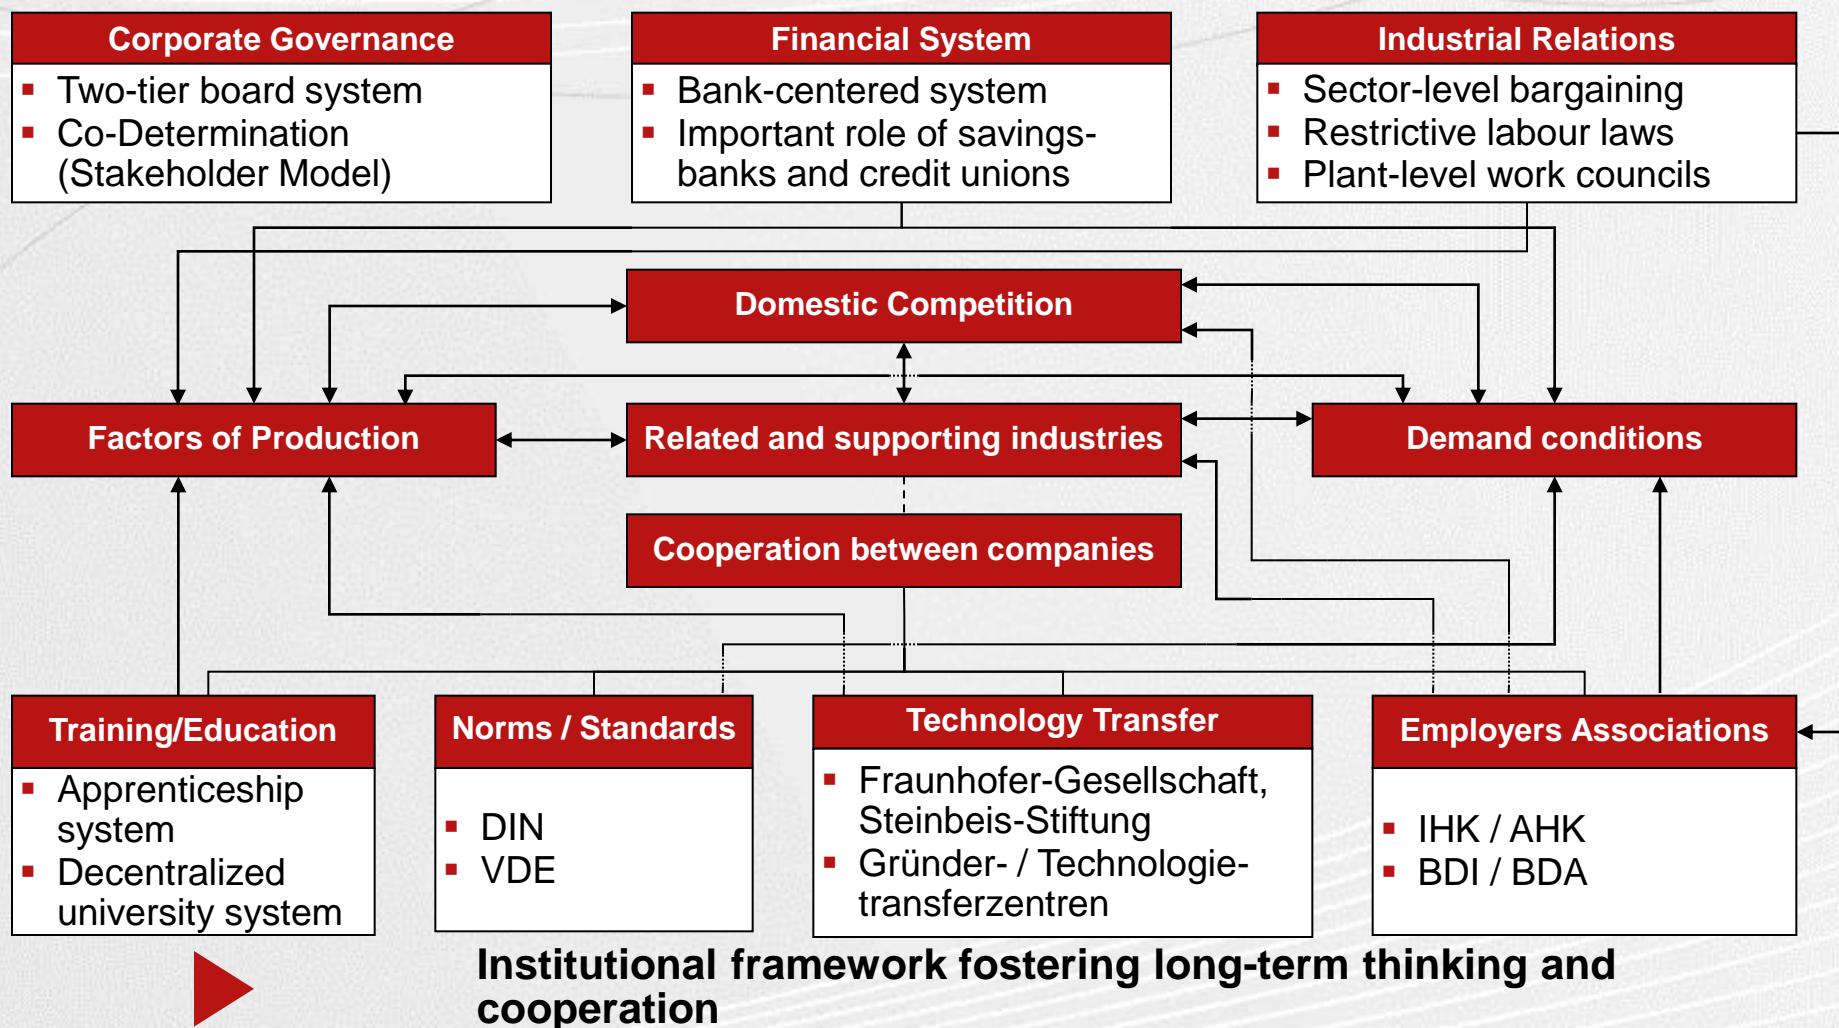 Corporate Governance
Two-tier board system
Co-Determination
(Stakeholder Model)
Financial System
Bank-centered system
Important role of savings-
banks and credit unions
Industrial Relations
Sector-level bargaining
Restrictive labour laws
Plant-level work councils
Domestic Competition
Factors of Production
Related and supporting industries
Demand conditions
Cooperation between companies
Training/Education
Apprenticeship
system
Decentralized
university system
Norms / Standards
DIN
VDE
Technology Transfer
Fraunhofer-Gesellschaft,
Steinbeis-Stiftung
Gründer- / Technologie-
transferzentren
Employers Associations
IHK / AHK
BDI / BDA
Institutional framework fostering long-term thinking and
cooperation